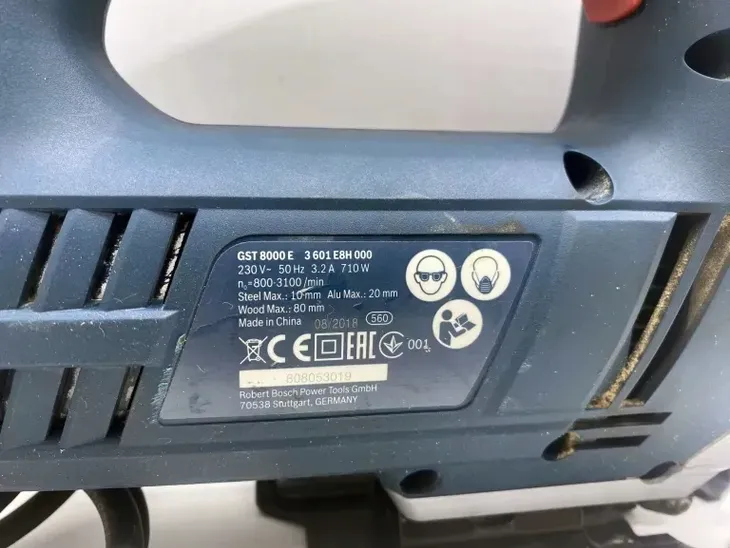 GST 8000 E 3 601 E8H 000
230 V~ 50 Hz 3.2 A 710 W
n₀=800-3100 /min
Steel Max.: 10 mm Alu Max.: 20 mm
Wood Max.: 80 mm
Made in China 08/2018 560
CE EAC 001
808053019
Robert Bosch Power Tools GmbH
70538 Stuttgart, GERMANY